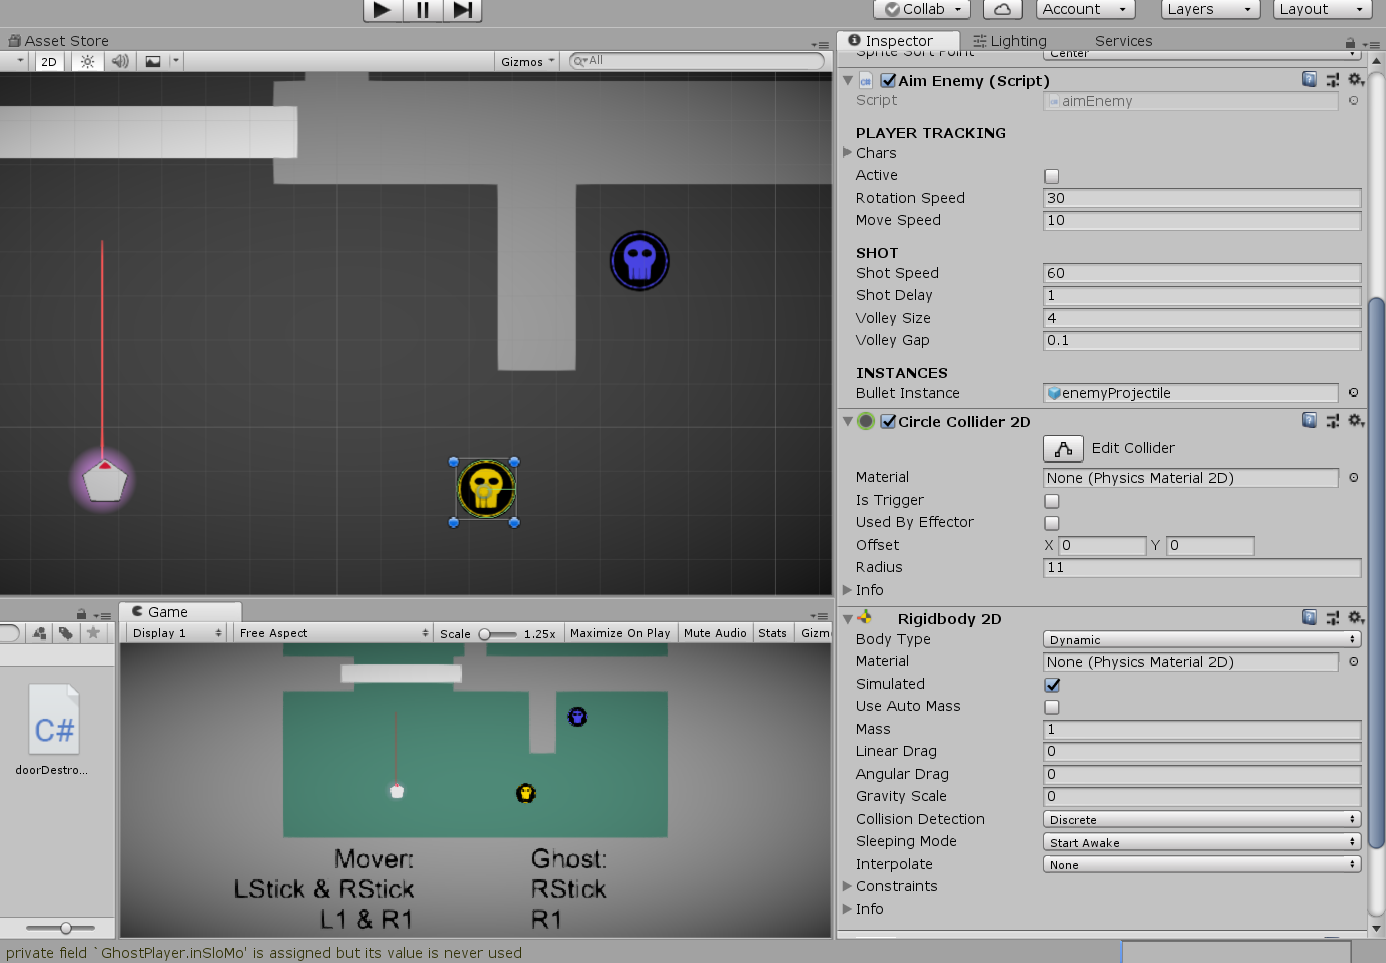 Collab
Account
Layers
Layout
Asset Store
Inspector
Lighting
Services
2D
Gizmos
All
Sprite Sort Point
Center
Aim Enemy (Script)
Script
aimEnemy
PLAYER TRACKING
Chars
Active
Rotation Speed
30
Move Speed
10
SHOT
Shot Speed
60
Shot Delay
1
Volley Size
4
Volley Gap
0.1
INSTANCES
Bullet Instance
enemyProjectile
Circle Collider 2D
Edit Collider
Material
None (Physics Material 2D)
Is Trigger
Used By Effector
Offset
X 0 Y 0
Radius
11
Info
Rigidbody 2D
Body Type
Dynamic
Material
None (Physics Material 2D)
Simulated
Use Auto Mass
Mass
1
Linear Drag
0
Angular Drag
0
Gravity Scale
0
Collision Detection
Discrete
Sleeping Mode
Start Awake
Interpolate
None
Constraints
Info
Game
Display 1
Free Aspect
Scale
1.25x
Maximize On Play
Mute Audio
Stats
Gizm
C#
doorDestro...
Mover:
LStick & RStick
L1 & R1
Ghost:
RStick
R1
private field `GhostPlayer.inSloMo' is assigned but its value is never used